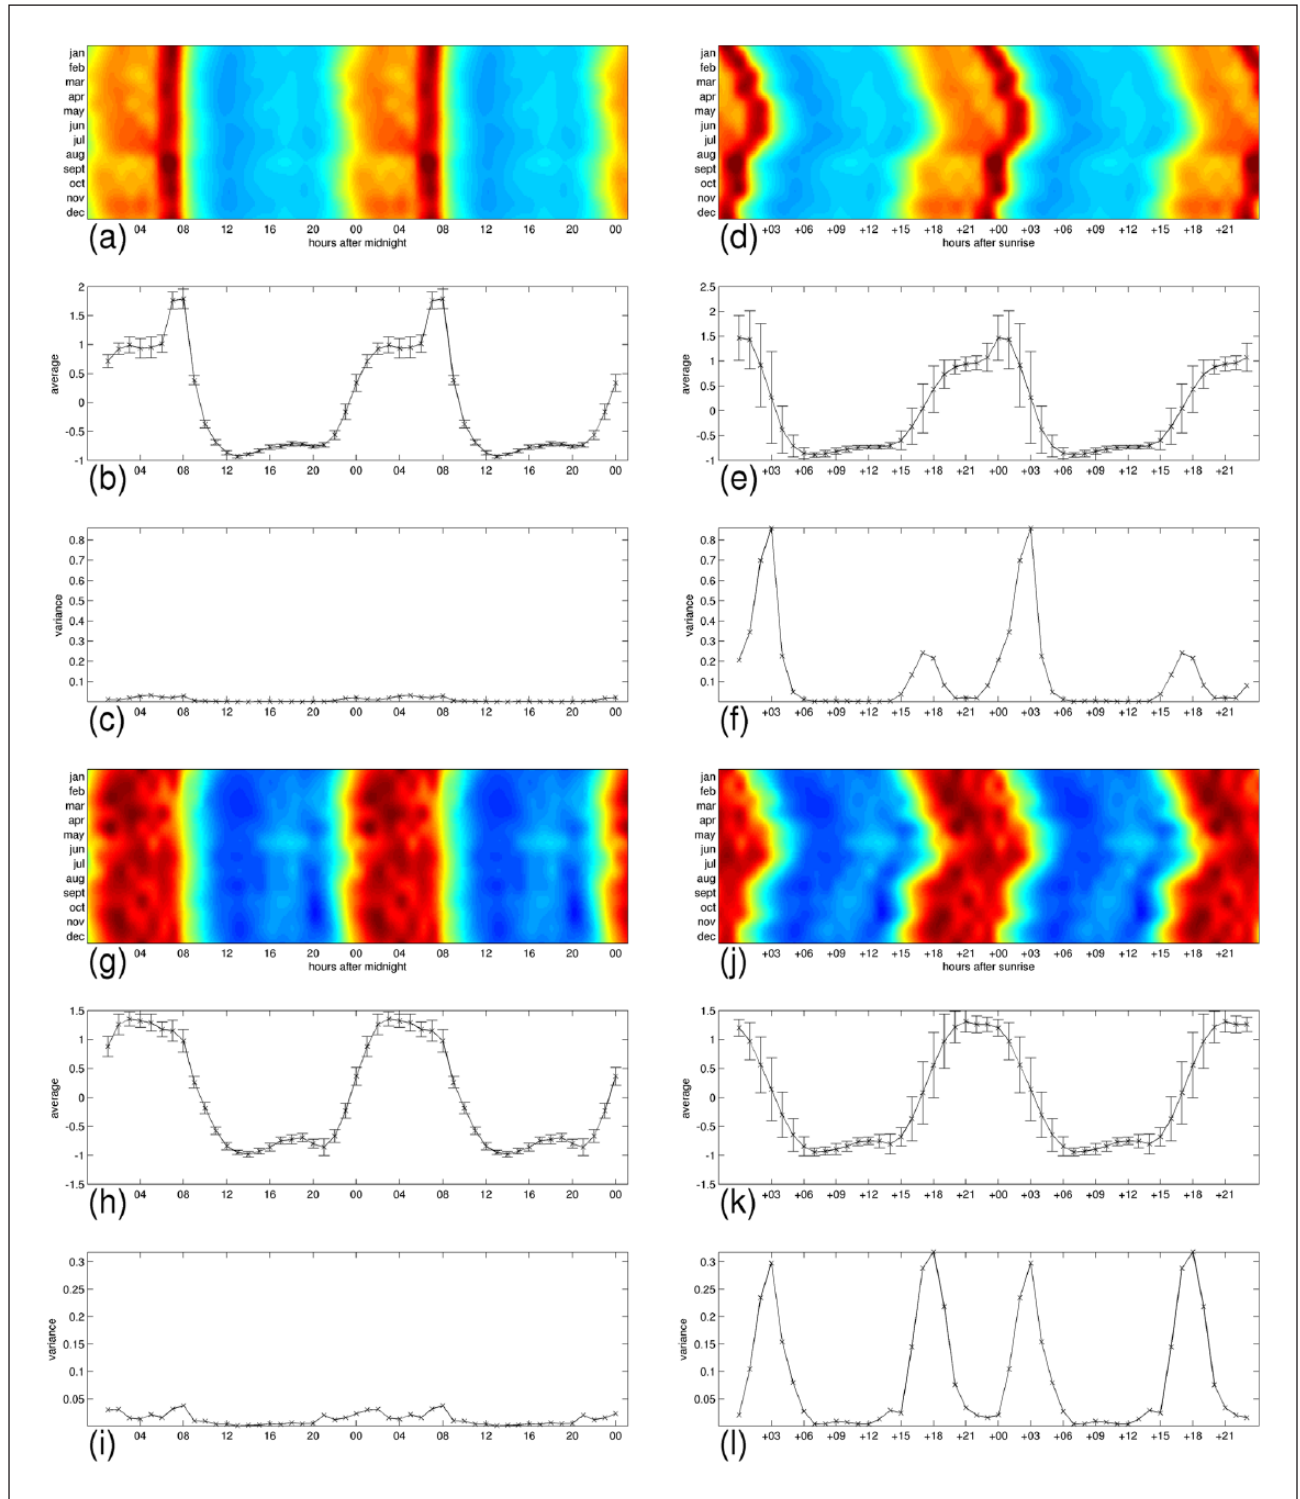 jan
feb
mar
apr
may
jun
jul
aug
sept
oct
nov
dec
04 08 12 16 20 00 04 08 12 16 20 00
(a)
hours after midnight
jan
feb
mar
apr
may
jun
jul
aug
sept
oct
nov
dec
+03 +06 +09 +12 +15 +18 +21 +00 +03 +06 +09 +12 +15 +18 +21
(d)
hours after sunrise
2
1.5
1
0.5
0
-0.5
-1
average
04 08 12 16 20 00 04 08 12 16 20 00
(b)
2.5
2
1.5
1
0.5
0
-0.5
-1
average
+03 +06 +09 +12 +15 +18 +21 +00 +03 +06 +09 +12 +15 +18 +21
(e)
0.8
0.7
0.6
0.5
0.4
0.3
0.2
0.1
variance
04 08 12 16 20 00 04 08 12 16 20 00
(c)
0.8
0.7
0.6
0.5
0.4
0.3
0.2
0.1
variance
+03 +06 +09 +12 +15 +18 +21 +00 +03 +06 +09 +12 +15 +18 +21
(f)
jan
feb
mar
apr
may
jun
jul
aug
sept
oct
nov
dec
04 08 12 16 20 00 04 08 12 16 20 00
(g)
hours after midnight
jan
feb
mar
apr
may
jun
jul
aug
sept
oct
nov
dec
+03 +06 +09 +12 +15 +18 +21 +00 +03 +06 +09 +12 +15 +18 +21
(j)
hours after sunrise
1.5
1
0.5
0
-0.5
-1
-1.5
average
04 08 12 16 20 00 04 08 12 16 20 00
(h)
1.5
1
0.5
0
-0.5
-1
-1.5
average
+03 +06 +09 +12 +15 +18 +21 +00 +03 +06 +09 +12 +15 +18 +21
(k)
0.3
0.25
0.2
0.15
0.1
0.05
variance
04 08 12 16 20 00 04 08 12 16 20 00
(i)
0.3
0.25
0.2
0.15
0.1
0.05
variance
+03 +06 +09 +12 +15 +18 +21 +00 +03 +06 +09 +12 +15 +18 +21
(l)